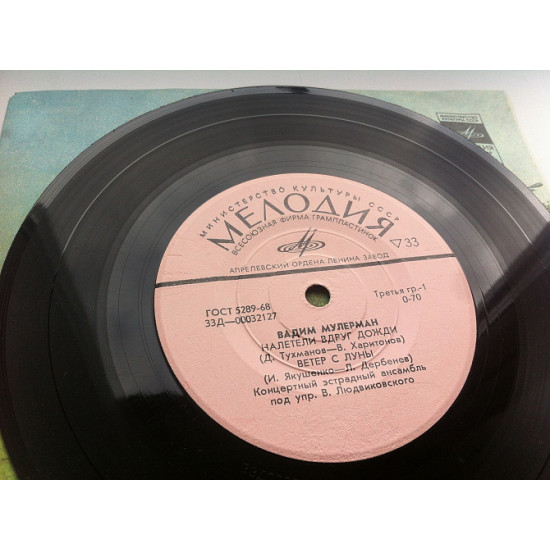 МИНИСТЕРСТВО КУЛЬТУРЫ СССР
МЕЛОДИЯ
ВСЕСОЮЗНАЯ ФИРМА ГРАМПЛАСТИНОК
▽33
АПРЕЛЕВСКИЙ ОРДЕНА ЛЕНИНА ЗАВОД
ГОСТ 5289-68
33Д—00032127
Третья гр-1
0-70
ВАДИМ МУЛЕРМАН
НАЛЕТЕЛИ ВДРУГ ДОЖДИ
(Д. Тухманов—В. Харитонов)
ВЕТЕР С ЛУНЫ
(И. Якушенко—Л. Дербенев)
Концертный эстрадный ансамбль
под упр. В. Людвиковского